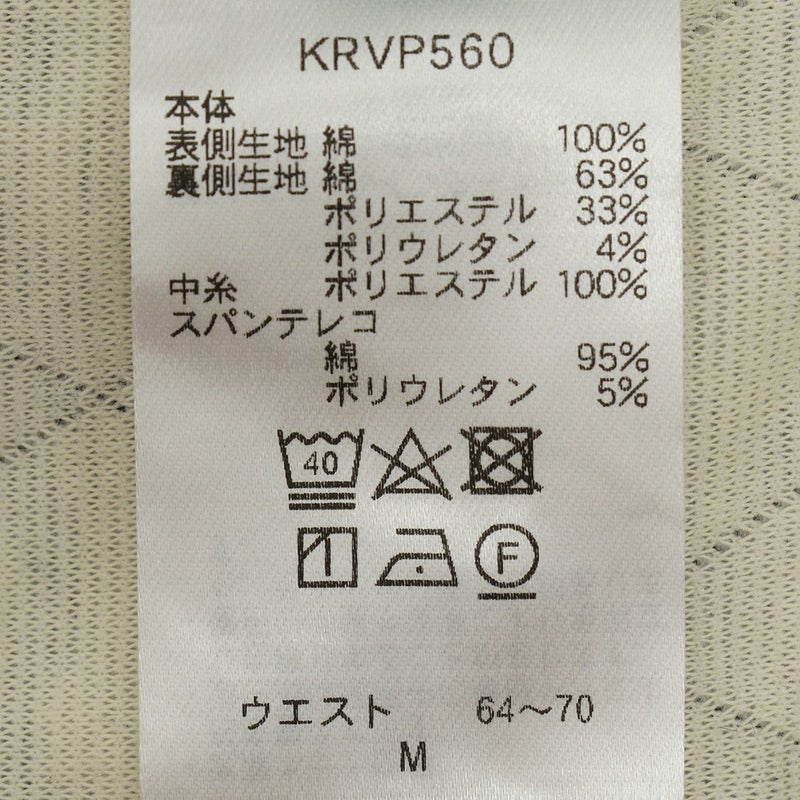 KRVP560
本体
表側生地 綿 100%
裏側生地 綿 63%
ポリエステル 33%
ポリウレタン 4%
中糸 ポリエステル 100%
スパンテレコ
綿 95%
ポリウレタン 5%
40
F
ウエスト 64〜70
M